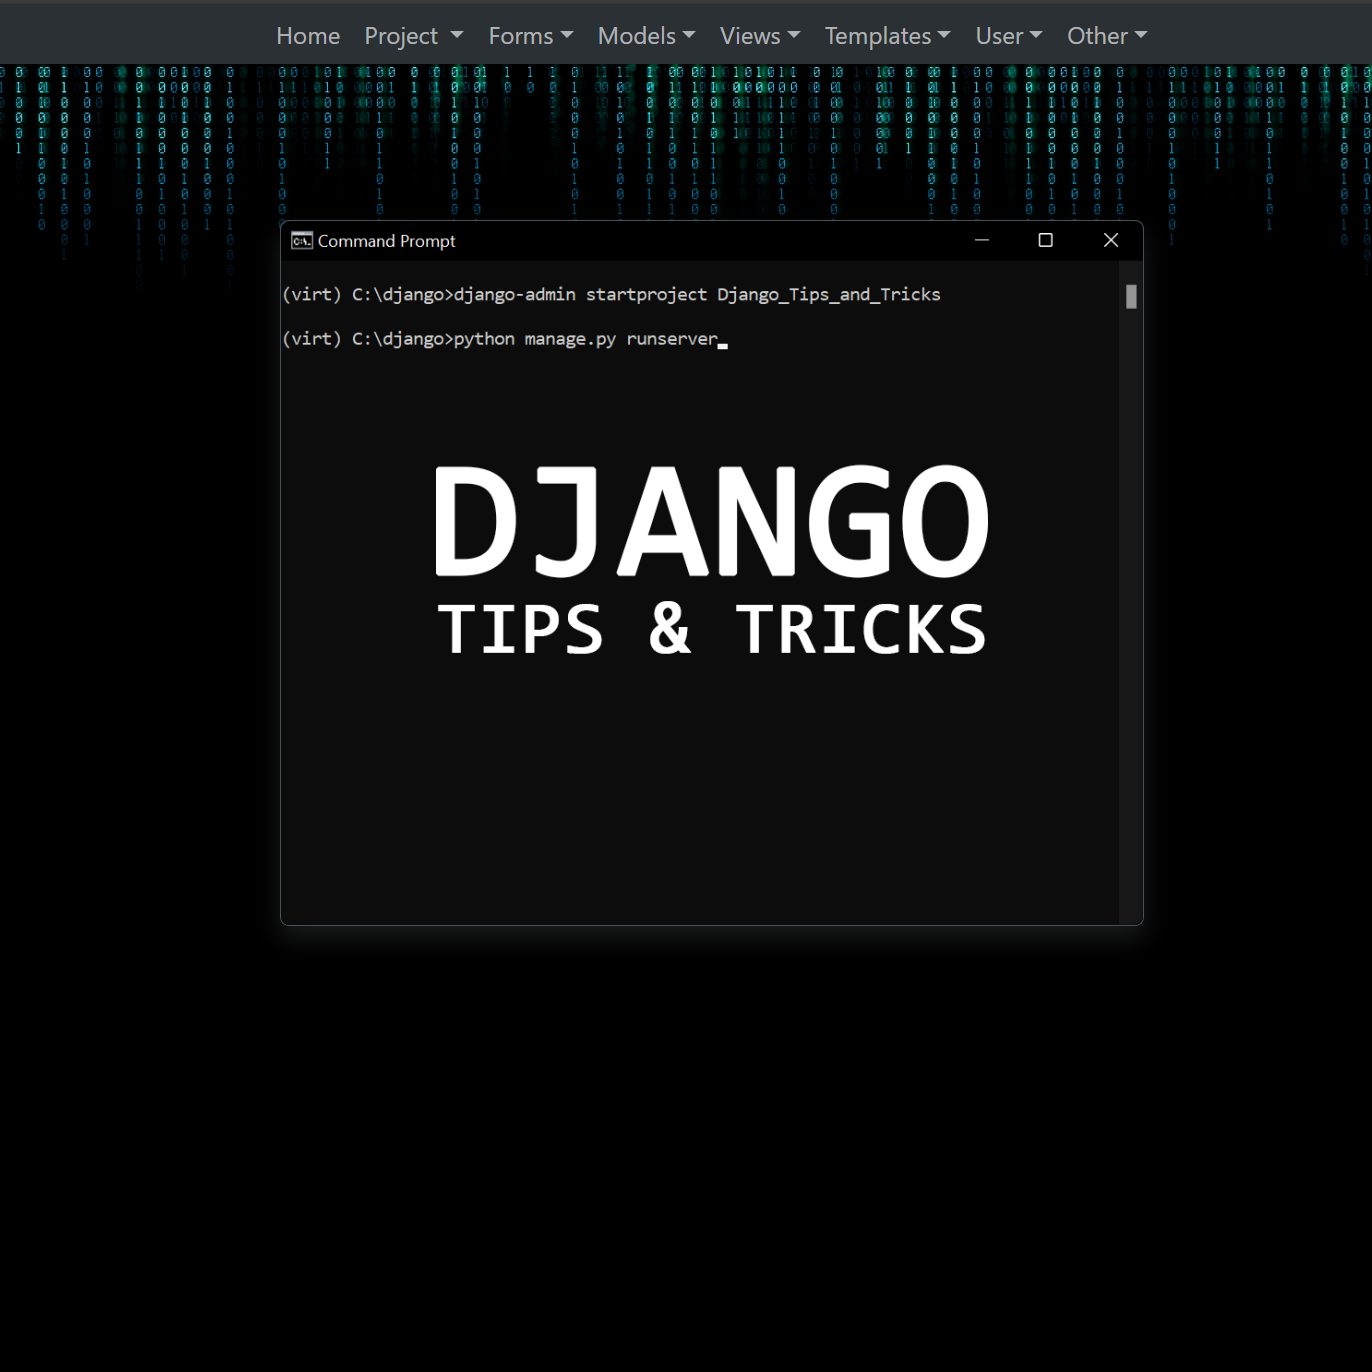 Home Project Forms Models Views Templates User Other
Command Prompt
(virt) C:\django>django-admin startproject Django_Tips_and_Tricks
(virt) C:\django>python manage.py runserver
DJANGO
TIPS & TRICKS